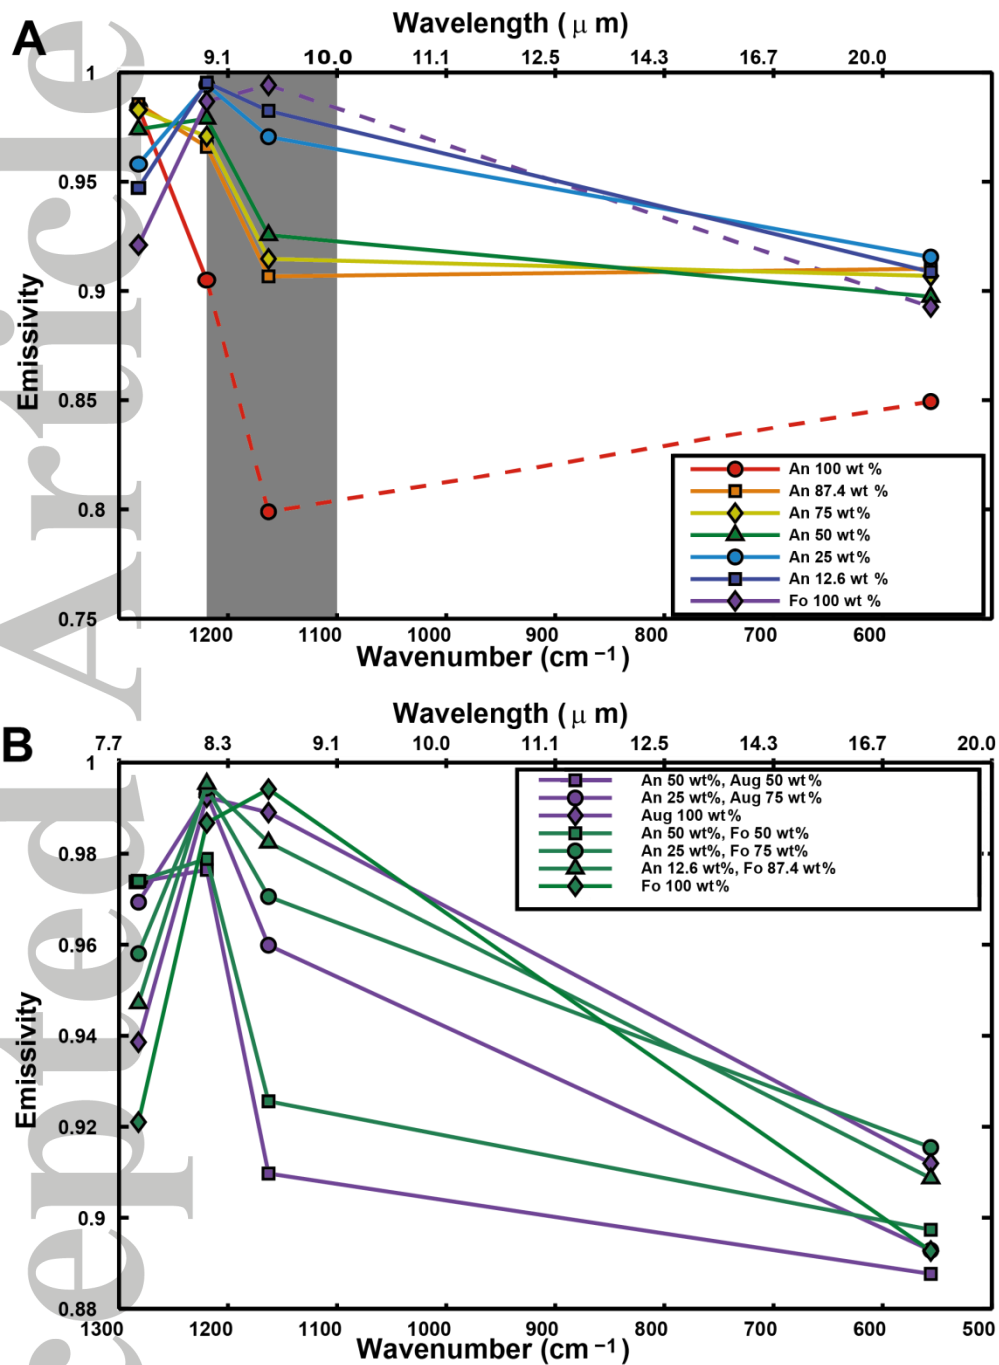 A
Wavelength ( μ m)
9.1 10.0 11.1 12.5 14.3 16.7 20.0
1
0.95
0.9
0.85
0.8
0.75
Emissivity
An 100 wt %
An 87.4 wt %
An 75 wt%
An 50 wt%
An 25 wt%
An 12.6 wt %
Fo 100 wt %
1200 1100 1000 900 800 700 600
Wavenumber (cm⁻¹)
B
Wavelength ( μ m)
7.7 8.3 9.1 10.0 11.1 12.5 14.3 16.7 20.0
1
0.98
0.96
0.94
0.92
0.9
0.88
Emissivity
An 50 wt%, Aug 50 wt%
An 25 wt%, Aug 75 wt%
Aug 100 wt%
An 50 wt%, Fo 50 wt%
An 25 wt%, Fo 75 wt%
An 12.6 wt%, Fo 87.4 wt%
Fo 100 wt%
1300 1200 1100 1000 900 800 700 600 500
Wavenumber (cm⁻¹)
epted Article